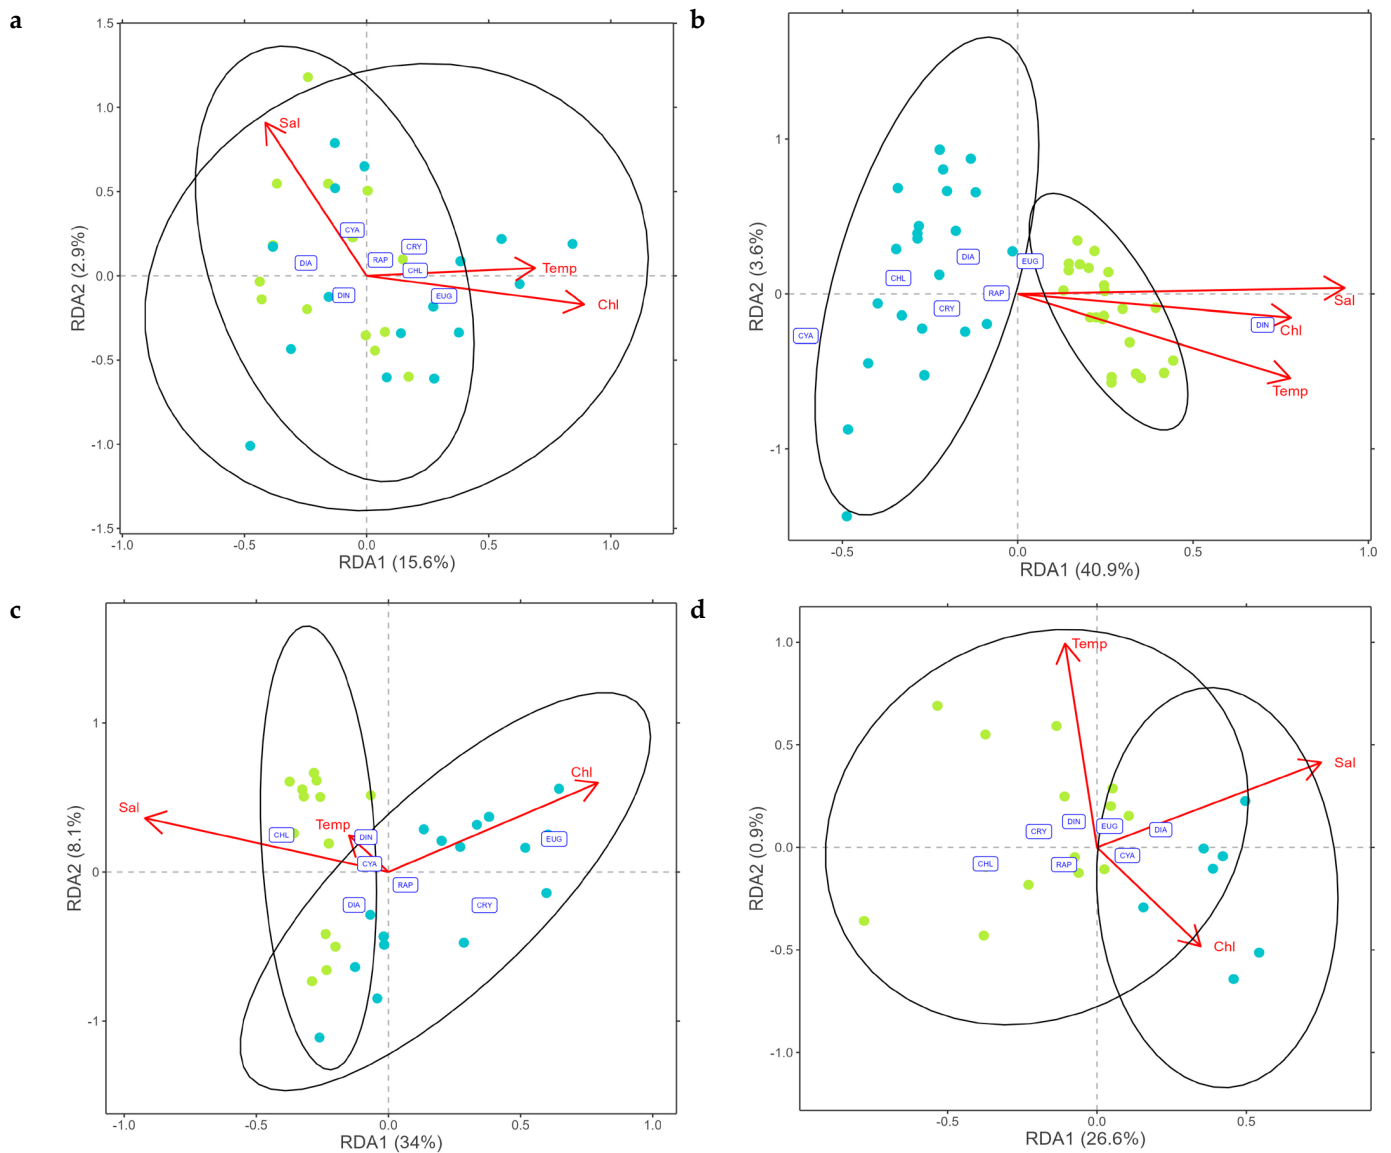 a
1.5
1.0
0.5
0.0
-0.5
-1.0
-1.5
RDA2 (2.9%)
Sal
CYA
CRY
DIA
RAP
CHL
Temp
DIN
EUG
Chl
-1.0
-0.5
0.0
0.5
1.0
RDA1 (15.6%)
b
1
0
-1
RDA2 (3.6%)
DIA
EUG
CHL
RAP
Sal
CRY
DIN
Chl
CYA
Temp
-0.5
0.0
0.5
1.0
RDA1 (40.9%)
c
1
0
-1
RDA2 (8.1%)
Chl
Sal
Temp
CHL
DIN
EUG
CYA
RAP
DIA
CRY
-1.0
-0.5
0.0
0.5
1.0
RDA1 (34%)
d
1.0
0.5
0.0
-0.5
-1.0
RDA2 (0.9%)
Temp
Sal
DIN
CRY
EUG
DIA
CHL
RAP
CYA
Chl
-0.5
0.0
0.5
RDA1 (26.6%)